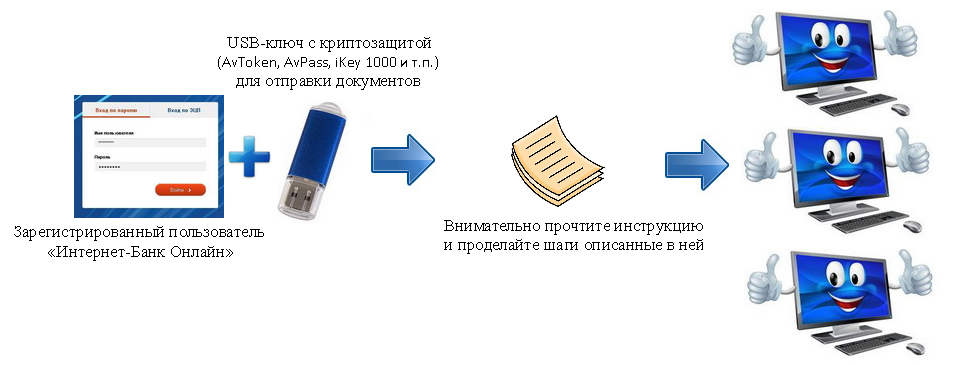 USB-ключ с криптозащитой
(AvToken, AvPass, iKey 1000 и т.п.)
для отправки документов
Вход по паролю Вход по ЭЦП
Имя пользователя
Пароль
Войти
Зарегистрированный пользователь
«Интернет-Банк Онлайн»
Внимательно прочтите инструкцию
и проделайте шаги описанные в ней